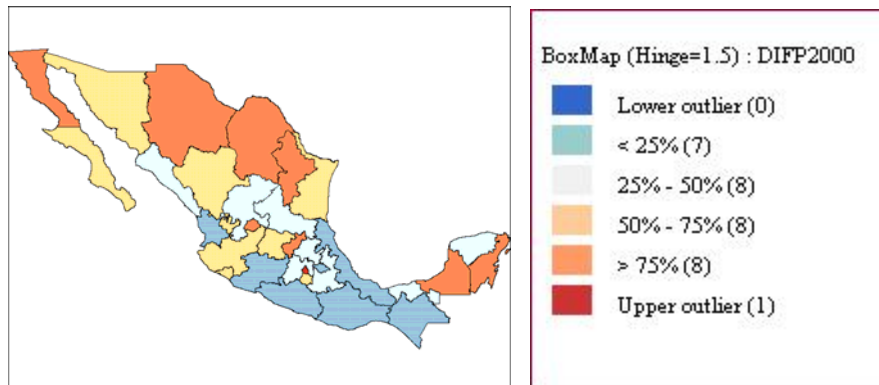 BoxMap (Hinge=1.5) : DIFP2000
Lower outlier (0)
< 25% (7)
25% - 50% (8)
50% - 75% (8)
> 75% (8)
Upper outlier (1)